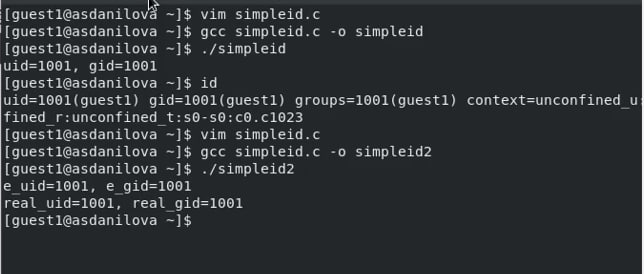 [guest1@asdanilova ~]$ vim simpleid.c
[guest1@asdanilova ~]$ gcc simpleid.c -o simpleid
[guest1@asdanilova ~]$ ./simpleid
uid=1001, gid=1001
[guest1@asdanilova ~]$ id
uid=1001(guest1) gid=1001(guest1) groups=1001(guest1) context=unconfined_u:
fined_r:unconfined_t:s0-s0:c0.c1023
[guest1@asdanilova ~]$ vim simpleid.c
[guest1@asdanilova ~]$ gcc simpleid.c -o simpleid2
[guest1@asdanilova ~]$ ./simpleid2
e_uid=1001, e_gid=1001
real_uid=1001, real_gid=1001
[guest1@asdanilova ~]$